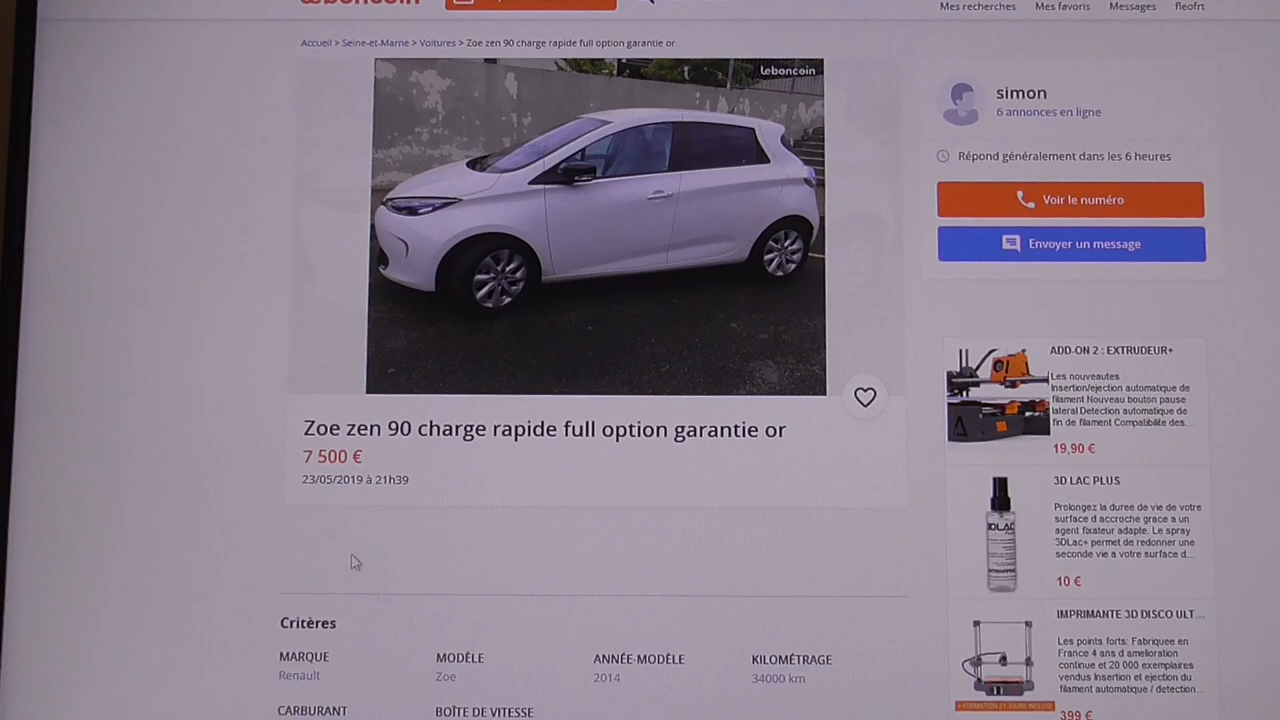 leboncoin
Mes recherches Mes favoris Messages fleofrt
Accueil > Seine-et-Marne > Voitures > Zoe zen 90 charge rapide full option garantie or
leboncoin
simon
6 annonces en ligne
Répond généralement dans les 6 heures
Voir le numéro
Envoyer un message
Zoe zen 90 charge rapide full option garantie or
7 500 €
23/05/2019 à 21h39
Critères
MARQUE
Renault
MODÈLE
Zoe
ANNÉE-MODÈLE
2014
KILOMÉTRAGE
34000 km
CARBURANT
BOÎTE DE VITESSE
ADD-ON 2 : EXTRUDEUR+
Les nouveautes
Insertion/ejection automatique de
filament Nouveau bouton pause
lateral Detection automatique de
fin de filament Compatibilite des...
19,90 €
3D LAC PLUS
Prolongez la duree de vie de votre
surface d accroche grace a un
agent fixateur adapte. Le spray
3DLac+ permet de redonner une
seconde vie a votre surface d...
10 €
3DLAC
IMPRIMANTE 3D DISCO ULT...
Les points forts: Fabriquee en
France 4 ans d amelioration
continue et 20 000 exemplaires
vendus Insertion et ejection du
filament automatique / detection...
+ FORMATION 21 JOURS INCLUSE
399 €